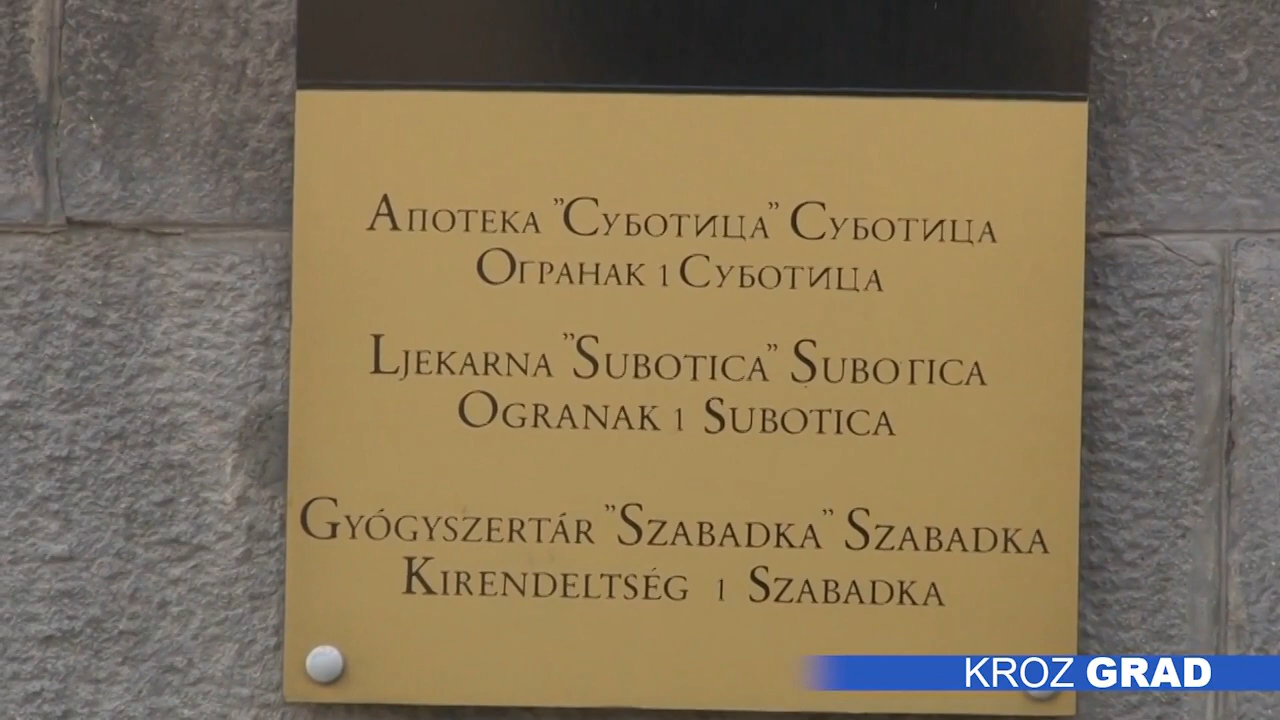 Апотека "Суботица" Суботица
Огранак 1 Суботица
Ljekarna "Subotica" Subotica
Ogranak 1 Subotica
Gyógyszertár "Szabadka" Szabadka
Kirendeltség 1 Szabadka
KROZ GRAD